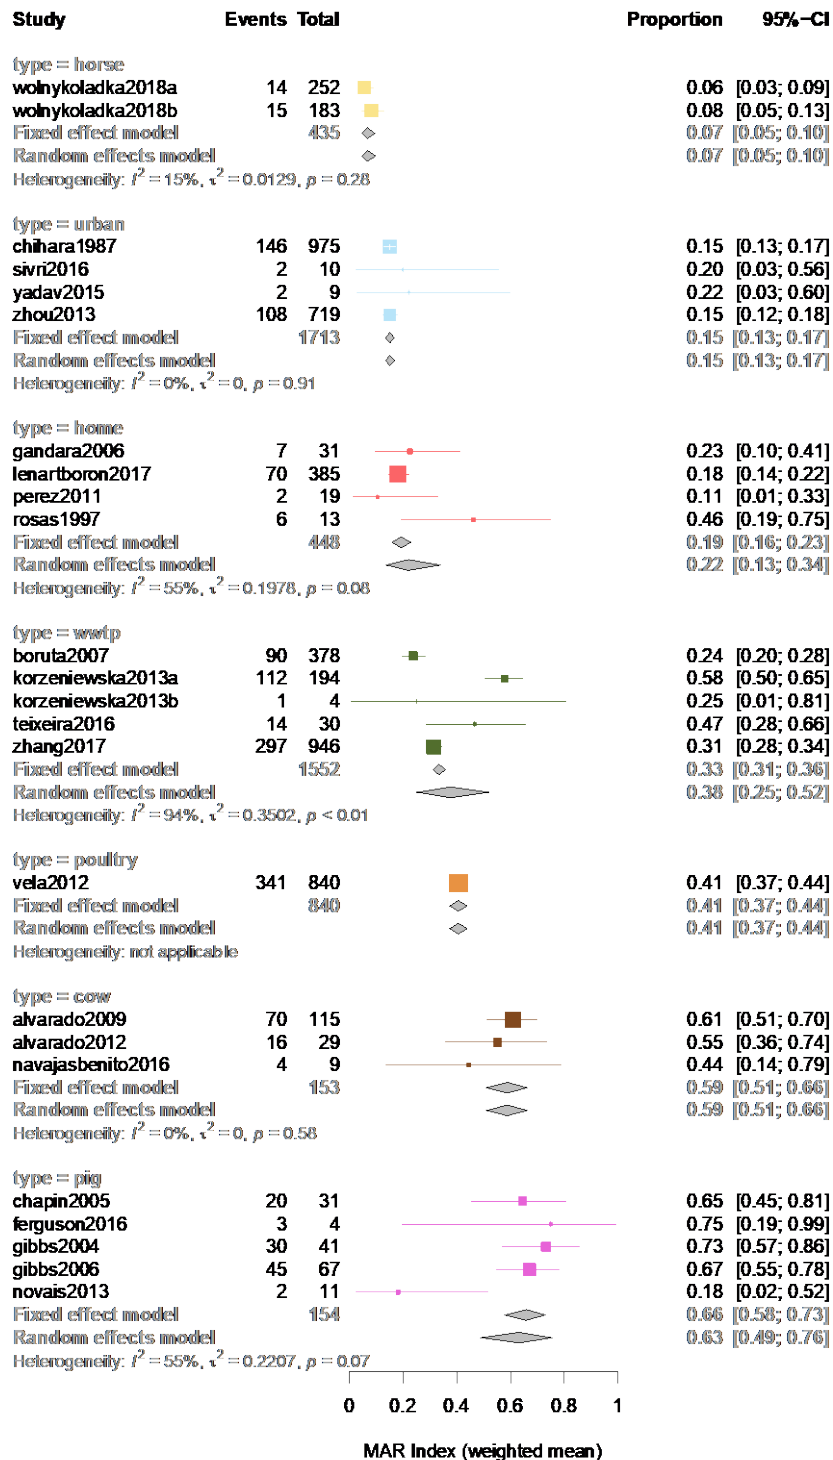 Study Events Total Proportion 95%−CI
type = horse
wolnykoladka2018a 14 252 0.06 [0.03; 0.09]
wolnykoladka2018b 15 183 0.08 [0.05; 0.13]
Fixed effect model 435 0.07 [0.05; 0.10]
Random effects model 0.07 [0.05; 0.10]
Heterogeneity: I² = 15%, τ² = 0.0129, p = 0.28
type = urban
chihara1987 146 975 0.15 [0.13; 0.17]
sivri2016 2 10 0.20 [0.03; 0.56]
yadav2015 2 9 0.22 [0.03; 0.60]
zhou2013 108 719 0.15 [0.12; 0.18]
Fixed effect model 1713 0.15 [0.13; 0.17]
Random effects model 0.15 [0.13; 0.17]
Heterogeneity: I² = 0%, τ² = 0, p = 0.91
type = home
gandara2006 7 31 0.23 [0.10; 0.41]
lenartboron2017 70 385 0.18 [0.14; 0.22]
perez2011 2 19 0.11 [0.01; 0.33]
rosas1997 6 13 0.46 [0.19; 0.75]
Fixed effect model 448 0.19 [0.16; 0.23]
Random effects model 0.22 [0.13; 0.34]
Heterogeneity: I² = 55%, τ² = 0.1978, p = 0.08
type = wwtp
boruta2007 90 378 0.24 [0.20; 0.28]
korzeniewska2013a 112 194 0.58 [0.50; 0.65]
korzeniewska2013b 1 4 0.25 [0.01; 0.81]
teixeira2016 14 30 0.47 [0.28; 0.66]
zhang2017 297 946 0.31 [0.28; 0.34]
Fixed effect model 1552 0.33 [0.31; 0.36]
Random effects model 0.38 [0.25; 0.52]
Heterogeneity: I² = 94%, τ² = 0.3502, p < 0.01
type = poultry
vela2012 341 840 0.41 [0.37; 0.44]
Fixed effect model 840 0.41 [0.37; 0.44]
Random effects model 0.41 [0.37; 0.44]
Heterogeneity: not applicable
type = cow
alvarado2009 70 115 0.61 [0.51; 0.70]
alvarado2012 16 29 0.55 [0.36; 0.74]
navajasbenito2016 4 9 0.44 [0.14; 0.79]
Fixed effect model 153 0.59 [0.51; 0.66]
Random effects model 0.59 [0.51; 0.66]
Heterogeneity: I² = 0%, τ² = 0, p = 0.58
type = pig
chapin2005 20 31 0.65 [0.45; 0.81]
ferguson2016 3 4 0.75 [0.19; 0.99]
gibbs2004 30 41 0.73 [0.57; 0.86]
gibbs2006 45 67 0.67 [0.55; 0.78]
novais2013 2 11 0.18 [0.02; 0.52]
Fixed effect model 154 0.66 [0.58; 0.73]
Random effects model 0.63 [0.49; 0.76]
Heterogeneity: I² = 55%, τ² = 0.2207, p = 0.07
0 0.2 0.4 0.6 0.8 1
MAR Index (weighted mean)